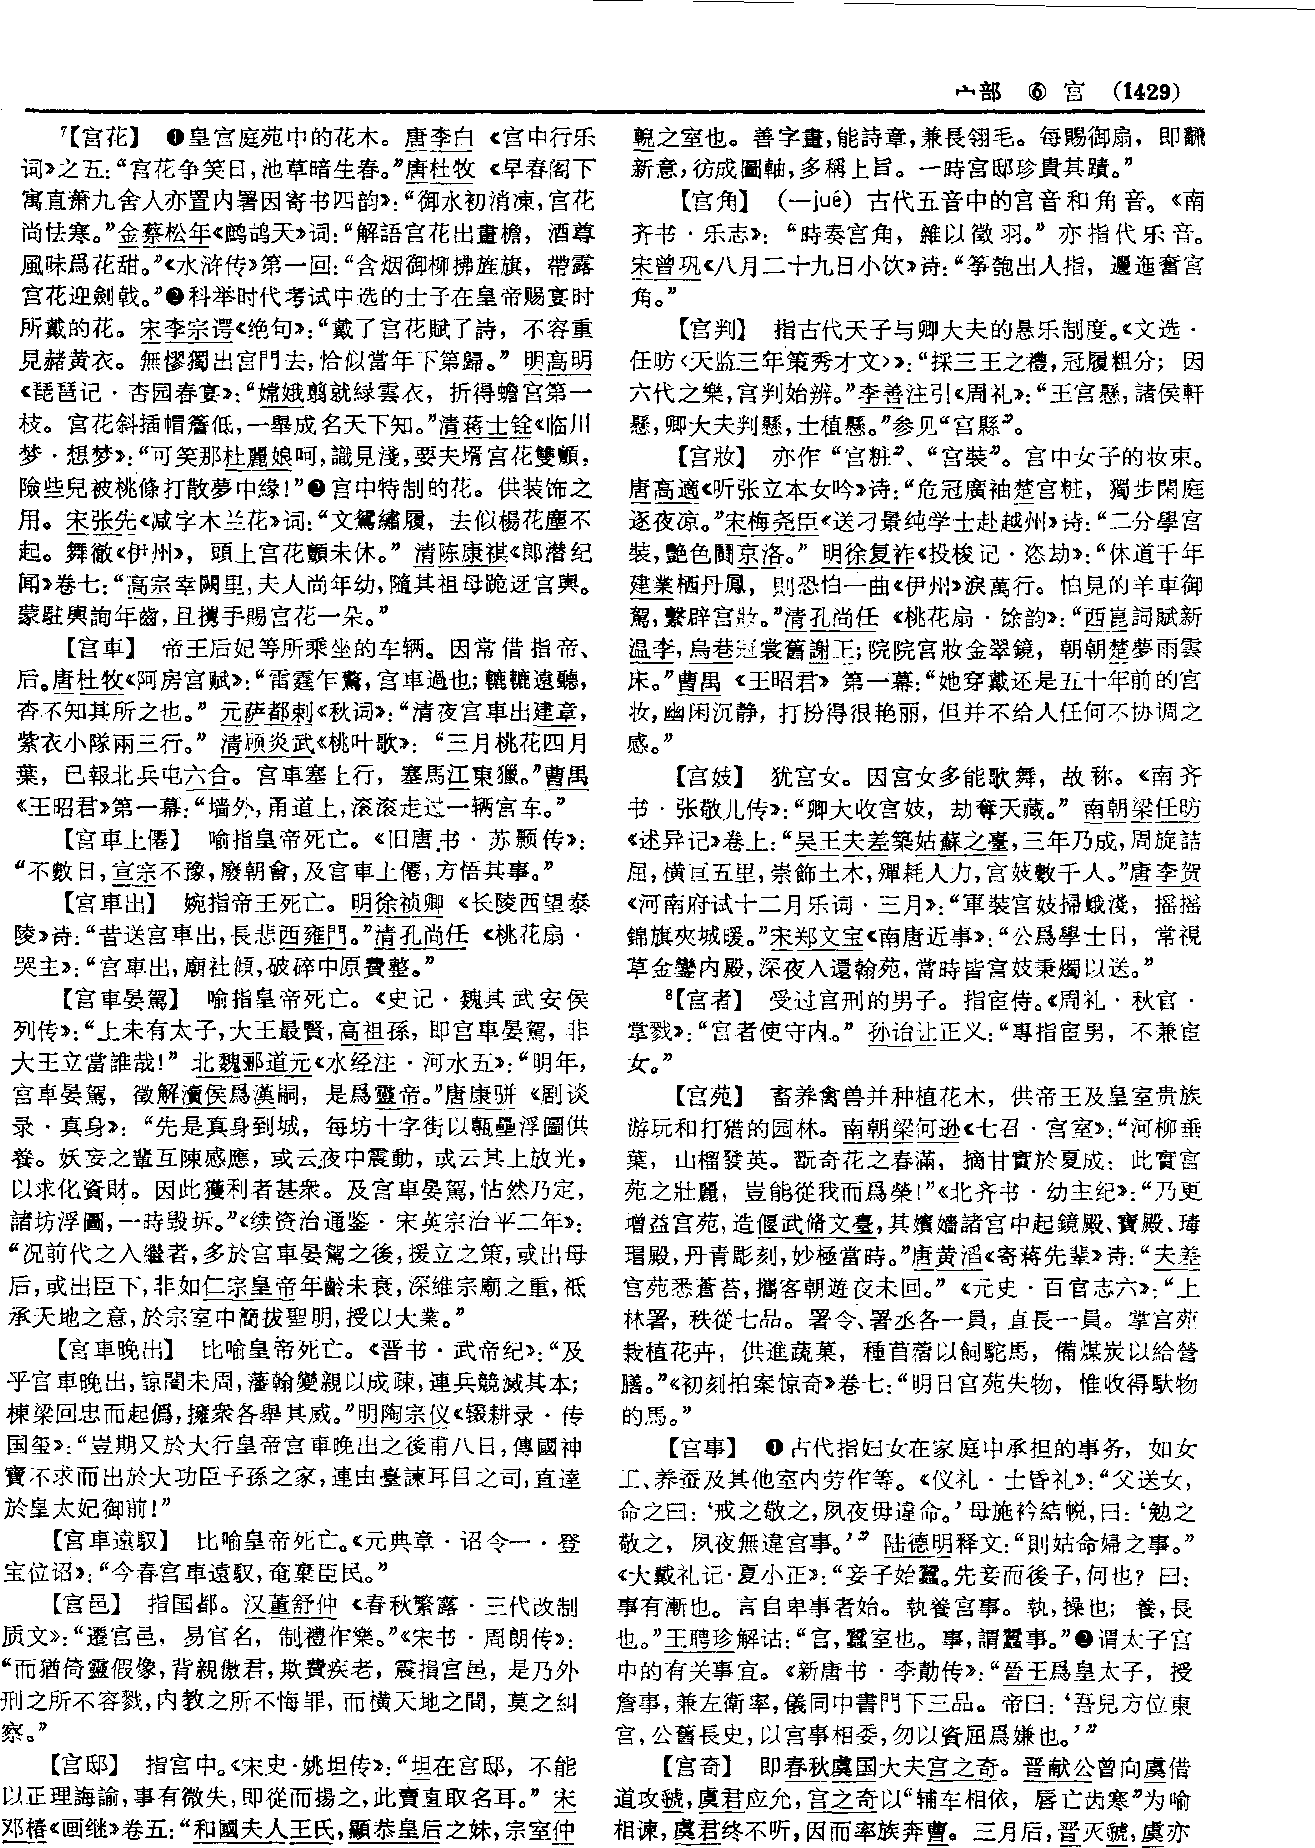 宀部 ⑥ 宫 (1429)
⁷【宫花】 ❶皇宫庭苑中的花木。唐李白《宫中行乐
词》之五：“宫花争笑日，池草暗生春。”唐杜牧《早春阁下
寓直萧九舍人亦置内署因寄书四韵》：“御水初消凍，宫花
尚怯寒。”金蔡松年《鹧鸪天》词：“解語宫花出畫檐，酒尊
風味爲花甜。”《水浒传》第一回：“含烟御柳拂旌旗，帶露
宫花迎劍戟。”❷科举时代考试中选的士子在皇帝赐宴时
所戴的花。宋李宗谔《绝句》：“戴了宫花賦了詩，不容重
見赭黄衣。無憀獨出宫門去，恰似當年下第歸。”明高明
《琵琶记·杏园春宴》：“嫦娥翦就緑雲衣，折得蟾宫第一
枝。宫花斜插帽簷低，一舉成名天下知。”清蒋士铨《临川
梦·想梦》：“可笑那杜麗娘呵，識見淺，要夫壻宫花雙顫，
險些兒被桃條打散夢中緣！”❸宫中特制的花。供装饰之
用。宋张先《减字木兰花》词：“文鴛繡履，去似楊花塵不
起。舞徹《伊州》，頭上宫花顫未休。”清陈康祺《郎潜纪
闻》卷七：“高宗幸闕里，夫人尚年幼，隨其祖母跪迓宫輿。
蒙駐輿詢年齒，且攜手賜宫花一朵。”
【宫車】 帝王后妃等所乘坐的车辆。因常借指帝、
后。唐杜牧《阿房宫赋》：“雷霆乍驚，宫車過也；轆轆遠聽，
杳不知其所之也。”元萨都剌《秋词》：“清夜宫車出建章，
紫衣小隊兩三行。”清顾炎武《桃叶歌》：“三月桃花四月
葉，已報北兵屯六合。宫車塞上行，塞馬江東獵。”曹禺
《王昭君》第一幕：“墙外，甬道上，滚滚走过一辆宫车。”
【宫車上僊】 喻指皇帝死亡。《旧唐书·苏颋传》：
“不數日，宣宗不豫，廢朝會，及宫車上僊，方悟其事。”
【宫車出】 婉指帝王死亡。明徐祯卿《长陵西望泰
陵》诗：“昔送宫車出，長悲西雍門。”清孔尚任《桃花扇·
哭主》：“宫車出，廟社傾，破碎中原費整。”
【宫車晏駕】 喻指皇帝死亡。《史记·魏其武安侯
列传》：“上未有太子，大王最賢，高祖孫，即宫車晏駕，非
大王立當誰哉！”北魏郦道元《水经注·河水五》：“明年，
宫車晏駕，徵解瀆侯爲漢嗣，是爲靈帝。”唐康骈《剧谈
录·真身》：“先是真身到城，每坊十字街以甎壘浮圖供
養。妖妄之輩互陳感應，或云夜中震動，或云其上放光，
以求化資財。因此獲利者甚衆。及宫車晏駕，怗然乃定，
諸坊浮圖，一時毀坼。”《续资治通鉴·宋英宗治平二年》：
“况前代之入繼者，多於宫車晏駕之後，援立之策，或出母
后，或出臣下，非如仁宗皇帝年齡未衰，深維宗廟之重，祗
承天地之意，於宗室中簡拔聖明，授以大業。”
【宫車晚出】 比喻皇帝死亡。《晋书·武帝纪》：“及
乎宫車晚出，諒闇未周，藩翰變親以成疎，連兵競滅其本；
棟梁回忠而起僞，擁衆各舉其威。”明陶宗仪《辍耕录·传
国玺》：“豈期又於大行皇帝宫車晚出之後甫八日，傳國神
寶不求而出於大功臣子孫之家，連由臺諫耳目之司，直達
於皇太妃御前！”
【宫車遠馭】 比喻皇帝死亡。《元典章·诏令一·登
宝位诏》：“今春宫車遠馭，奄棄臣民。”
【宫邑】 指国都。汉董舒仲《春秋繁露·三代改制
质文》：“遷宫邑，易官名，制禮作樂。”《宋书·周朗传》：
“而猶倚靈假像，背親傲君，欺費疾老，震損宫邑，是乃外
刑之所不容戮，内教之所不悔罪，而横天地之間，莫之糾
察。”
【宫邸】 指宫中。《宋史·姚坦传》：“坦在宫邸，不能
以正理誨諭，事有微失，即從而揚之，此賣直取名耳。”宋
邓椿《画继》卷五：“和國夫人王氏，顯恭皇后之妹，宗室仲
輗之室也。善字畫，能詩章，兼長翎毛。每賜御扇，即翻
新意，彷成圖軸，多稱上旨。一時宫邸珍貴其蹟。”
【宫角】 （—jué）古代五音中的宫音和角音。《南
齐书·乐志》：“時奏宫角，雜以徵羽。”亦指代乐音。
宋曾巩《八月二十九日小饮》诗：“筝匏出人指，邐迤奮宫
角。”
【宫判】 指古代天子与卿大夫的悬乐制度。《文选·
任昉〈天监三年策秀才文〉》：“採三王之禮，冠履粗分；因
六代之樂，宫判始辨。”李善注引《周礼》：“王宫懸，諸侯軒
懸，卿大夫判懸，士植懸。”参见“宫縣”。
【宫妝】 亦作“宫粧”、“宫裝”。宫中女子的妆束。
唐高適《听张立本女吟》诗：“危冠廣袖楚宫粧，獨步閑庭
逐夜凉。”宋梅尧臣《送刁景纯学士赴越州》诗：“二分學宫
裝，艷色鬭京洛。”明徐复祚《投梭记·恣劫》：“休道千年
建業栖丹鳳，則恐怕一曲《伊州》淚萬行。怕見的羊車御
駕，繫辟宫妝。”清孔尚任《桃花扇·馀韵》：“西崑詞賦新
温李，烏巷冠裳舊謝王；院院宫妝金翠鏡，朝朝楚夢雨雲
床。”曹禺《王昭君》第一幕：“她穿戴还是五十年前的宫
妆，幽闲沉静，打扮得很艳丽，但并不给人任何不协调之
感。”
【宫妓】 犹宫女。因宫女多能歌舞，故称。《南齐
书·张敬儿传》：“卿大收宫妓，劫奪天藏。”南朝梁任昉
《述异记》卷上：“吴王夫差築姑蘇之臺，三年乃成，周旋詰
屈，横亘五里，崇飾土木，殫耗人力，宫妓數千人。”唐李贺
《河南府试十二月乐词·三月》：“軍裝宫妓掃蛾淺，摇摇
錦旗夾城暖。”宋郑文宝《南唐近事》：“公爲學士日，常視
草金鑾内殿，深夜入還翰苑，當時皆宫妓秉燭以送。”
⁸【宫者】 受过宫刑的男子。指宦侍。《周礼·秋官·
掌戮》：“宫者使守内。”孙诒让正义：“專指宦男，不兼宦
女。”
【宫苑】 畜养禽兽并种植花木，供帝王及皇室贵族
游玩和打猎的园林。南朝梁何逊《七召·宫室》：“河柳垂
葉，山榴發英。翫奇花之春滿，摘甘實於夏成；此實宫
苑之壯麗，豈能從我而爲榮！”《北齐书·幼主纪》：“乃更
增益宫苑，造偃武脩文臺，其嬪嬙諸宫中起鏡殿、寶殿、瑇
瑁殿，丹青彫刻，妙極當時。”唐黄滔《寄蒋先辈》诗：“夫差
宫苑悉蒼苔，攜客朝遊夜未回。”《元史·百官志六》：“上
林署，秩從七品。署令、署丞各一員，直長一員。掌宫苑
栽植花卉，供進蔬菓，種苜蓿以飼駝馬，備煤炭以給營
膳。”《初刻拍案惊奇》卷七：“明日宫苑失物，惟收得馱物
的馬。”
【宫事】 ❶古代指妇女在家庭中承担的事务，如女
工、养蚕及其他室内劳作等。《仪礼·士昏礼》：“父送女，
命之曰：‘戒之敬之，夙夜毋違命。’母施衿結帨，曰：‘勉之
敬之，夙夜無違宫事。’”陆德明释文：“則姑命婦之事。”
《大戴礼记·夏小正》：“妾子始蠶。先妾而後子，何也？曰：
事有漸也。言自卑事者始。執養宫事。執，操也；養，長
也。”王聘珍解诂：“宫，蠶室也。事，謂蠶事。”❷谓太子宫
中的有关事宜。《新唐书·李勣传》：“晉王爲皇太子，授
詹事，兼左衛率，儀同中書門下三品。帝曰：‘吾兒方位東
宫，公舊長史，以宫事相委，勿以資屈爲嫌也。’”
【宫奇】 即春秋虞国大夫宫之奇。晋献公曾向虞借
道攻虢，虞君应允，宫之奇以“辅车相依，唇亡齿寒”为喻
相谏，虞君终不听，因而率族奔曹。三月后，晋灭虢，虞亦